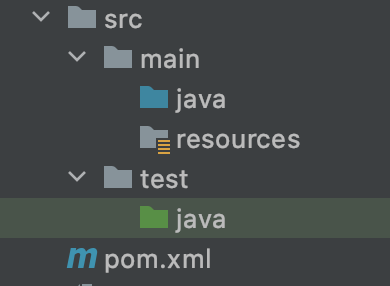 src
main
java
resources
test
java
m pom.xml